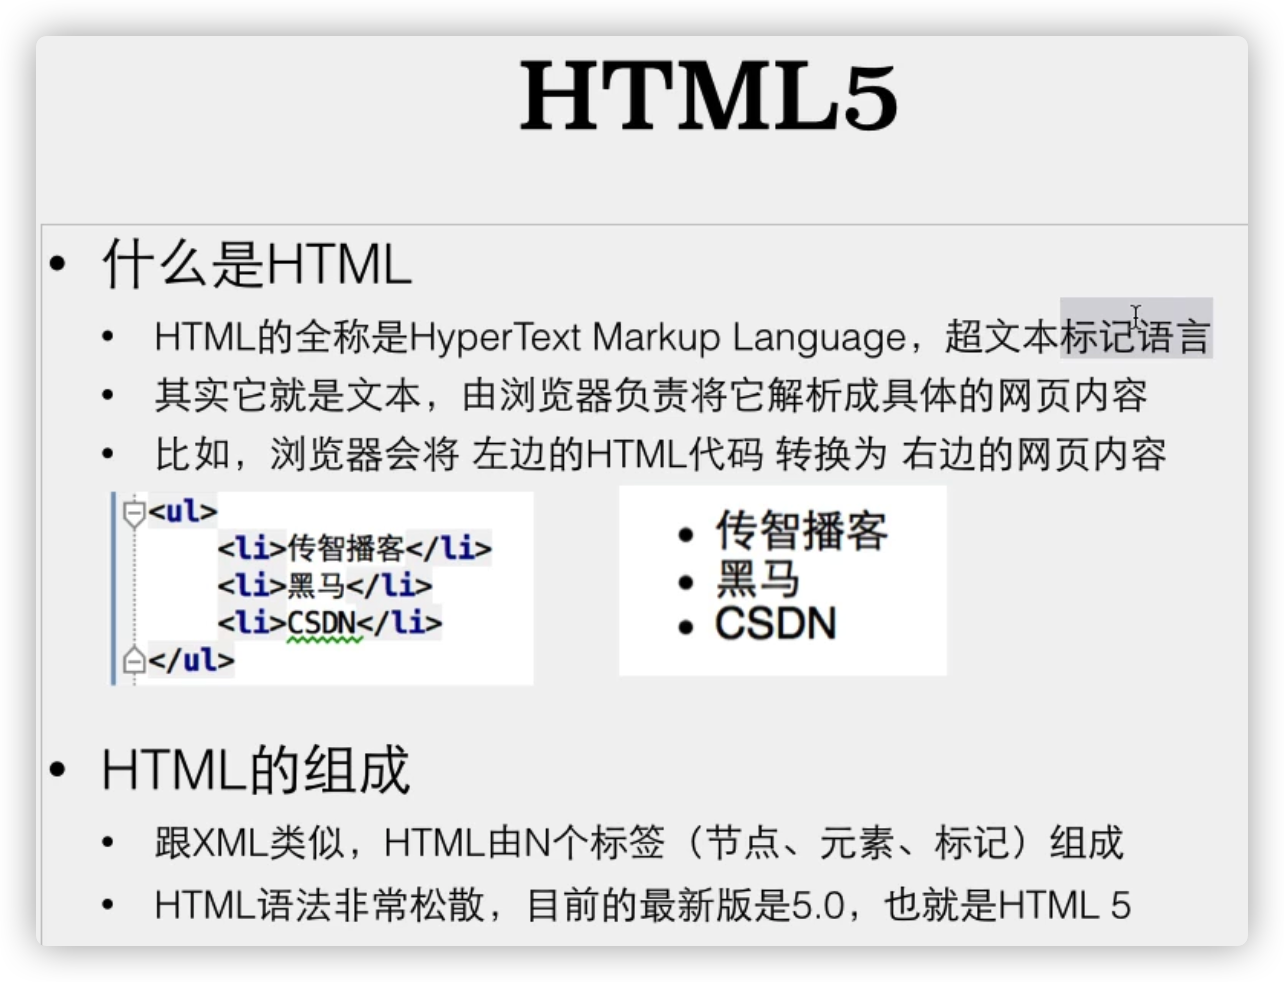 HTML5
• 什么是HTML
• HTML的全称是HyperText Markup Language，超文本标记语言
• 其实它就是文本，由浏览器负责将它解析成具体的网页内容
• 比如，浏览器会将 左边的HTML代码 转换为 右边的网页内容
<ul>
<li>传智播客</li>
<li>黑马</li>
<li>CSDN</li>
</ul>
• 传智播客
• 黑马
• CSDN
• HTML的组成
• 跟XML类似，HTML由N个标签（节点、元素、标记）组成
• HTML语法非常松散，目前的最新版是5.0，也就是HTML 5